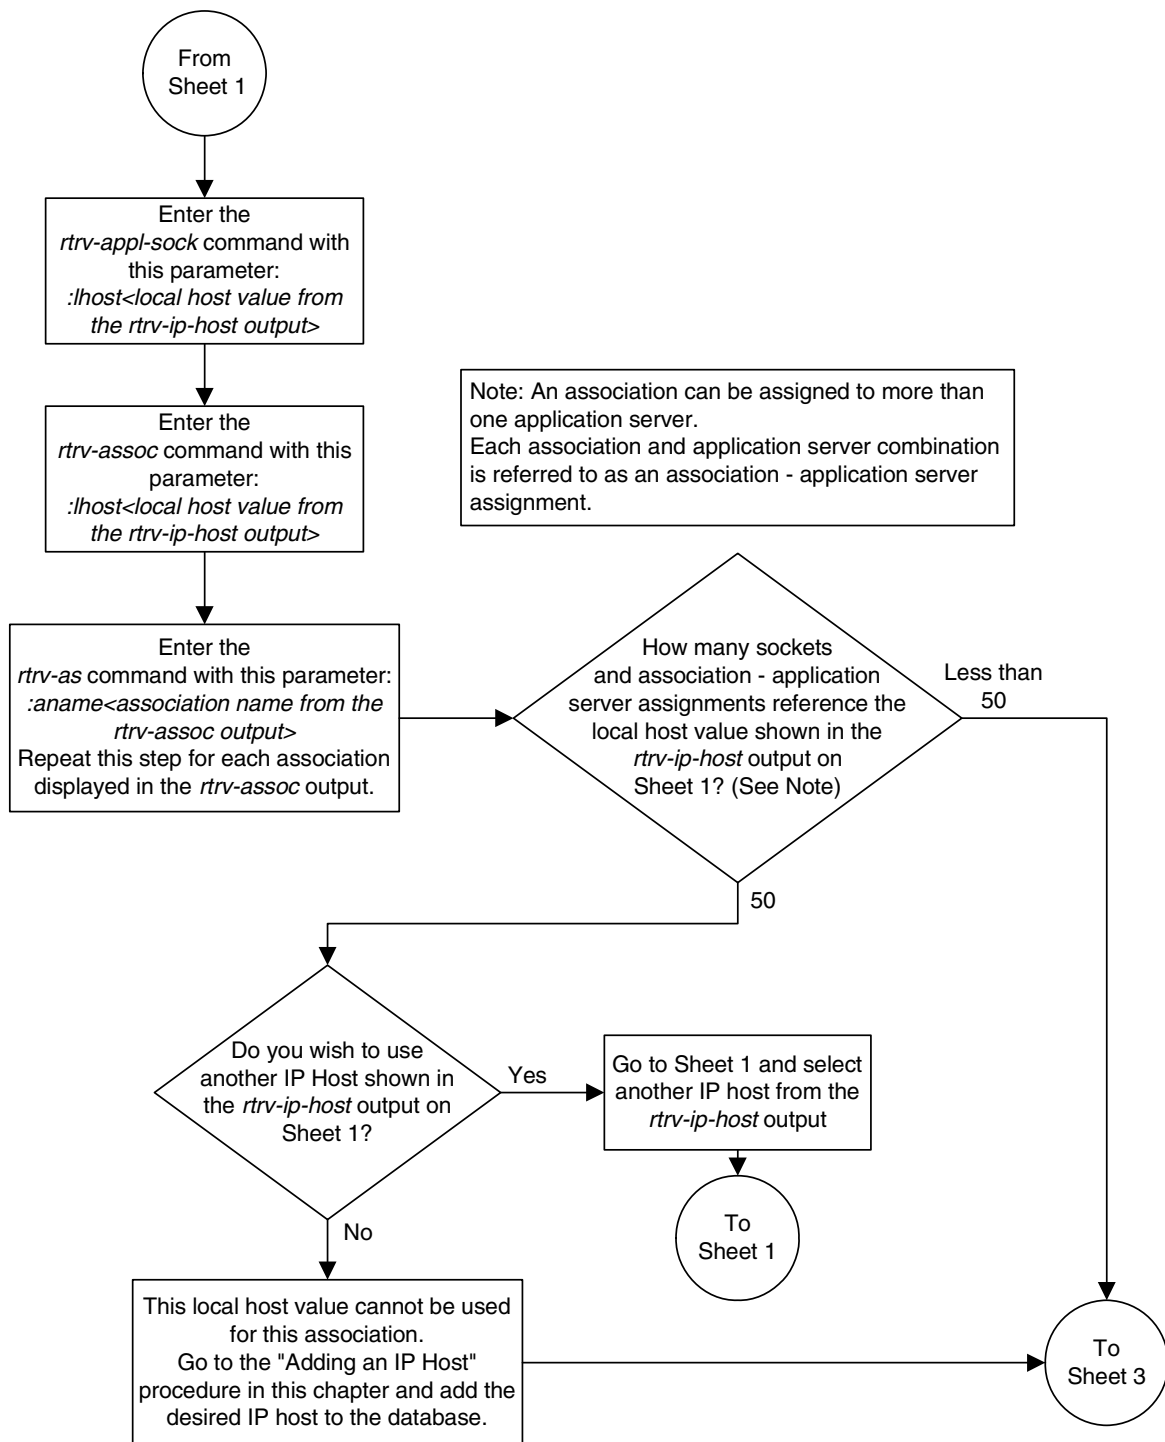 From
Sheet 1
Enter the
rtrv-appl-sock command with
this parameter:
:lhost<local host value from
the rtrv-ip-host output>
Enter the
rtrv-assoc command with this
parameter:
:lhost<local host value from
the rtrv-ip-host output>
Note: An association can be assigned to more than
one application server.
Each association and application server combination
is referred to as an association - application server
assignment.
Enter the
rtrv-as command with this parameter:
:aname<association name from the
rtrv-assoc output>
Repeat this step for each association
displayed in the rtrv-assoc output.
How many sockets
and association - application
server assignments reference the
local host value shown in the
rtrv-ip-host output on
Sheet 1? (See Note)
Less than
50
50
Do you wish to use
another IP Host shown in
the rtrv-ip-host output on
Sheet 1?
Yes
Go to Sheet 1 and select
another IP host from the
rtrv-ip-host output
To
Sheet 1
No
This local host value cannot be used
for this association.
Go to the "Adding an IP Host"
procedure in this chapter and add the
desired IP host to the database.
To
Sheet 3